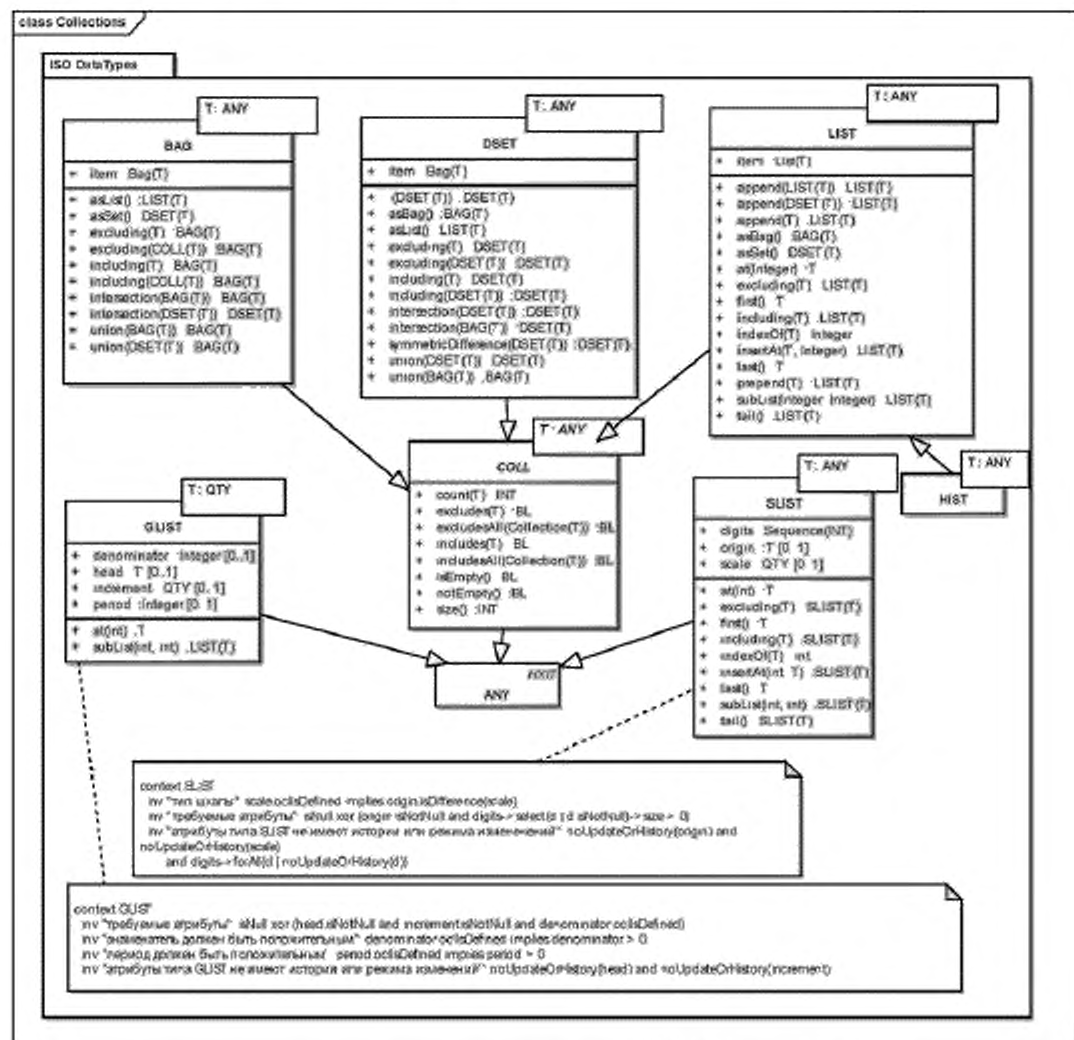 class Collections
ISO DataTypes
T: ANY
BAG
+ item Bag(T)
+ asList() :LIST(T)
+ asSet() DSET(T)
+ excluding(T) BAG(T)
+ excluding(COLL(T)) BAG(T)
+ including(T) BAG(T)
+ including(COLL(T)) BAG(T)
+ intersection(BAG(T)) BAG(T)
+ intersection(DSET(T)) DSET(T)
+ union(BAG(T)) BAG(T)
+ union(DSET(T)) BAG(T)
T: ANY
DSET
+ item Bag(T)
+ (DSET(T)) :DSET(T)
+ asBag() :BAG(T)
+ asList() LIST(T)
+ excluding(T) DSET(T)
+ excluding(DSET(T)) DSET(T)
+ including(T) DSET(T)
+ including(DSET(T)) :DSET(T)
+ intersection(DSET(T)) :DSET(T)
+ intersection(BAG(T)) DSET(T)
+ symmetricDifference(DSET(T)) :DSET(T)
+ union(DSET(T)) DSET(T)
+ union(BAG(T)) :BAG(T)
T: ANY
LIST
+ item List(T)
+ append(LIST(T)) LIST(T)
+ append(DSET(T)) LIST(T)
+ append(T) :LIST(T)
+ asBag() BAG(T)
+ asSet() DSET(T)
+ at(Integer) T
+ excluding(T) LIST(T)
+ first() T
+ including(T) :LIST(T)
+ indexOf(T) Integer
+ insertAt(T, Integer) LIST(T)
+ last() T
+ prepend(T) LIST(T)
+ subList(Integer Integer) LIST(T)
+ tail() :LIST(T)
T: ANY
COLL
+ count(T) INT
+ excludes(T) BL
+ excludesAll(Collection(T)) :BL
+ includes(T) BL
+ includesAll(Collection(T)) :BL
+ isEmpty() BL
+ notEmpty() :BL
+ size() :INT
T: ANY
HIST
T: QTY
GLIST
+ denominator Integer [0..1]
+ head T [0..1]
+ increment QTY [0..1]
+ period :Integer [0..1]
+ at(int) :T
+ subList(int, int) :LIST(T)
T: ANY
SLIST
+ digits Sequence(INT)
+ origin :T [0..1]
+ scale QTY [0..1]
+ at(int) T
+ excluding(T) SLIST(T)
+ first() T
+ including(T) :SLIST(T)
+ indexOf(T) int
+ insertAt(int T) :SLIST(T)
+ last() T
+ subList(int, int) :SLIST(T)
+ tail() SLIST(T)
HXIT
ANY
context SLIST
inv "тип шкалы" scale.oclIsDefined implies origin.isDifference(scale)
inv "требуемые атрибуты" isNull xor (origin isNotNull and digits->select(d | d isNotNull)->size > 0)
inv "атрибуты типа SLIST не имеют истории или режима изменений" noUpdateOrHistory(origin) and
noUpdateOrHistory(scale)
and digits->forAll(d | noUpdateOrHistory(d))
context GLIST
inv "требуемые атрибуты" isNull xor (head.isNotNull and increment.isNotNull and denominator.oclIsDefined)
inv "знаменатель должен быть положительным" denominator.oclIsDefined implies denominator > 0
inv "период должен быть положительным" period.oclIsDefined implies period > 0
inv "атрибуты типа GLIST не имеют истории или режима изменений" noUpdateOrHistory(head) and noUpdateOrHistory(increment)